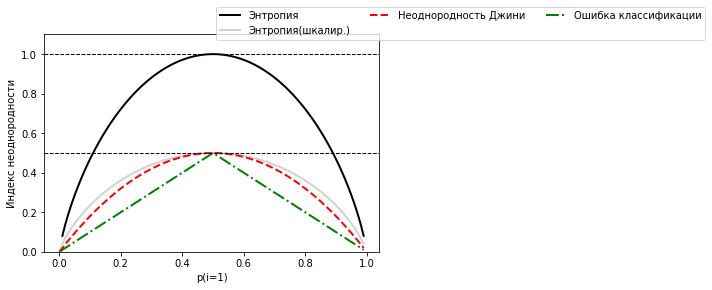 Энтропия
Энтропия(шкалир.)
Неоднородность Джини
Ошибка классификации
Индекс неоднородности
1.0
0.8
0.6
0.4
0.2
0.0
0.0 0.2 0.4 0.6 0.8 1.0
p(i=1)